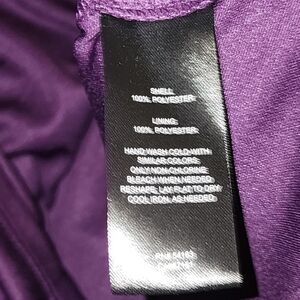 SHELL:
100% POLYESTER
LINING:
100% POLYESTER
HAND WASH COLD-WITH
SIMILAR COLORS
ONLY NON-CHLORINE
BLEACH WHEN NEEDED
RESHAPE, LAY FLAT TO DRY
COOL IRON, AS NEEDED